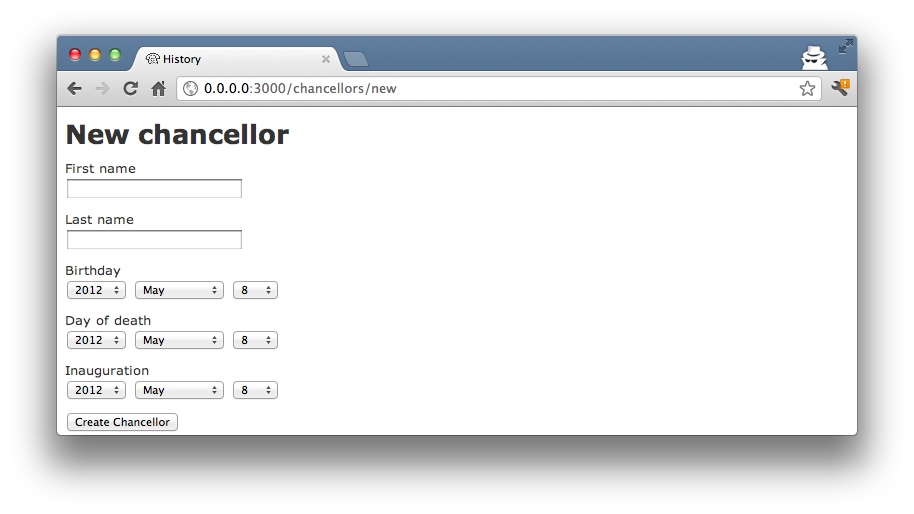 History
0.0.0.0:3000/chancellors/new
New chancellor
First name
Last name
Birthday
2012 May 8
Day of death
2012 May 8
Inauguration
2012 May 8
Create Chancellor